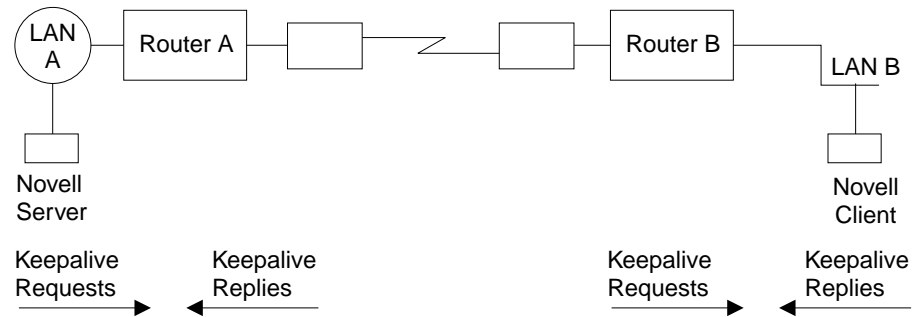 LAN
A
Router A
Router B
LAN B
Novell
Server
Novell
Client
Keepalive
Requests
Keepalive
Replies
Keepalive
Requests
Keepalive
Replies